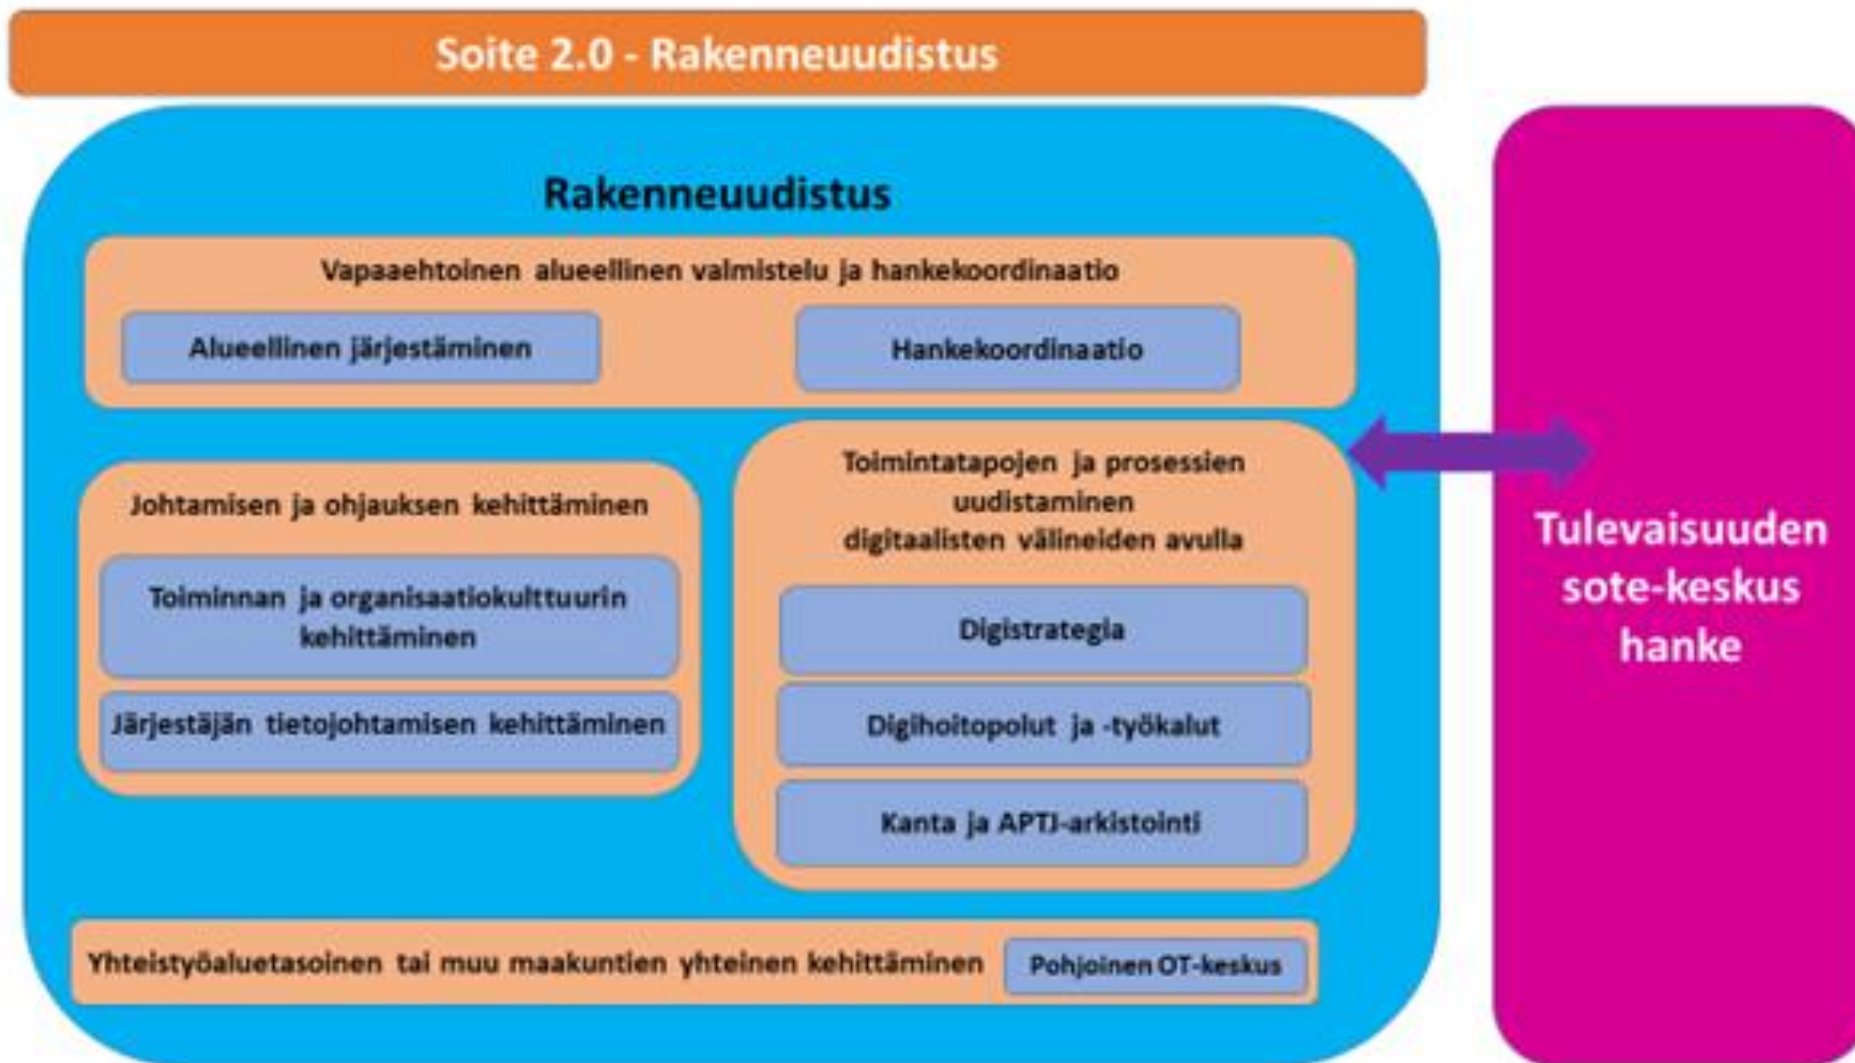 Soite 2.0 - Rakenneuudistus
Rakenneuudistus
Vapaaehtoinen alueellinen valmistelu ja hankekoordinaatio
Alueellinen järjestäminen
Hankekoordinaatio
Johtamisen ja ohjauksen kehittäminen
Toiminnan ja organisaatiokulttuurin
kehittäminen
Järjestäjän tietojohtamisen kehittäminen
Toimintatapojen ja prosessien
uudistaminen
digitaalisten välineiden avulla
Digistrategia
Digihoitopolut ja -työkalut
Kanta ja APTJ-arkistointi
Yhteistyöaluetasoinen tai muu maakuntien yhteinen kehittäminen
Pohjoinen OT-keskus
Tulevaisuuden
sote-keskus
hanke